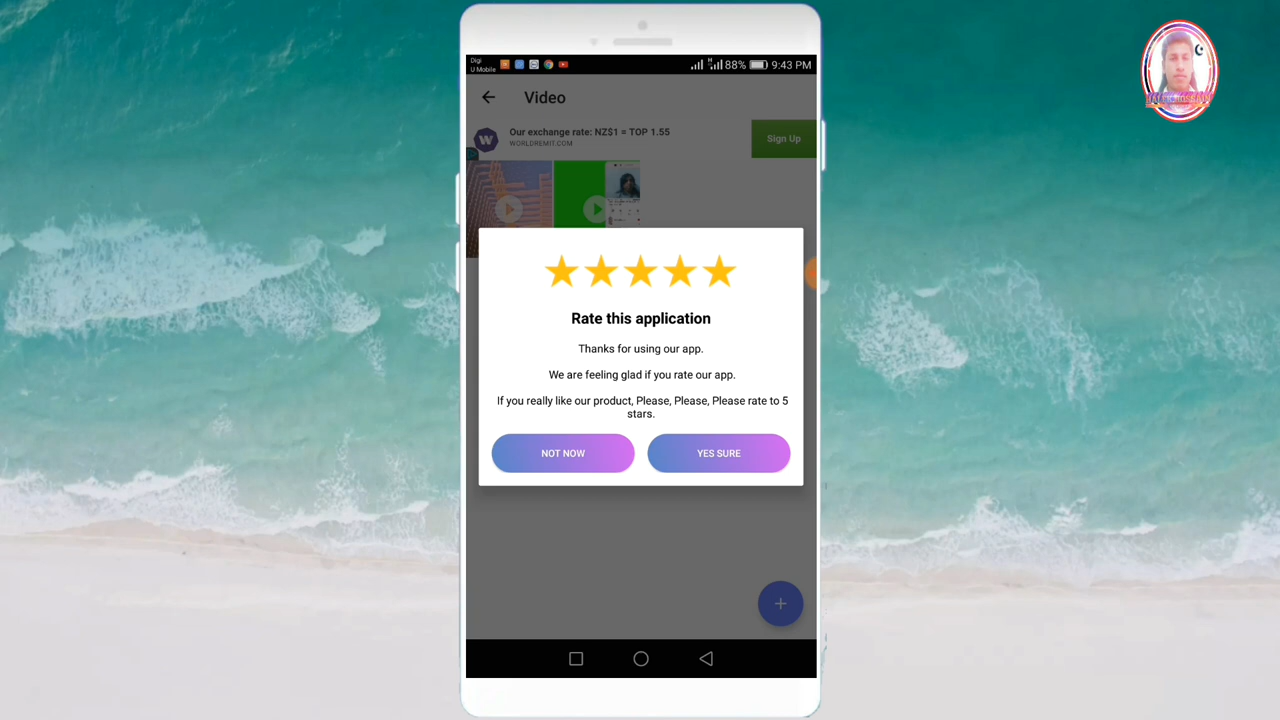 Digi
U Mobile
H
88%
9:43 PM
Video
Our exchange rate: NZ$1 = TOP 1.55
WORLDREMIT.COM
Sign Up
Rate this application
Thanks for using our app.
We are feeling glad if you rate our app.
If you really like our product, Please, Please, Please rate to 5
stars.
NOT NOW
YES SURE